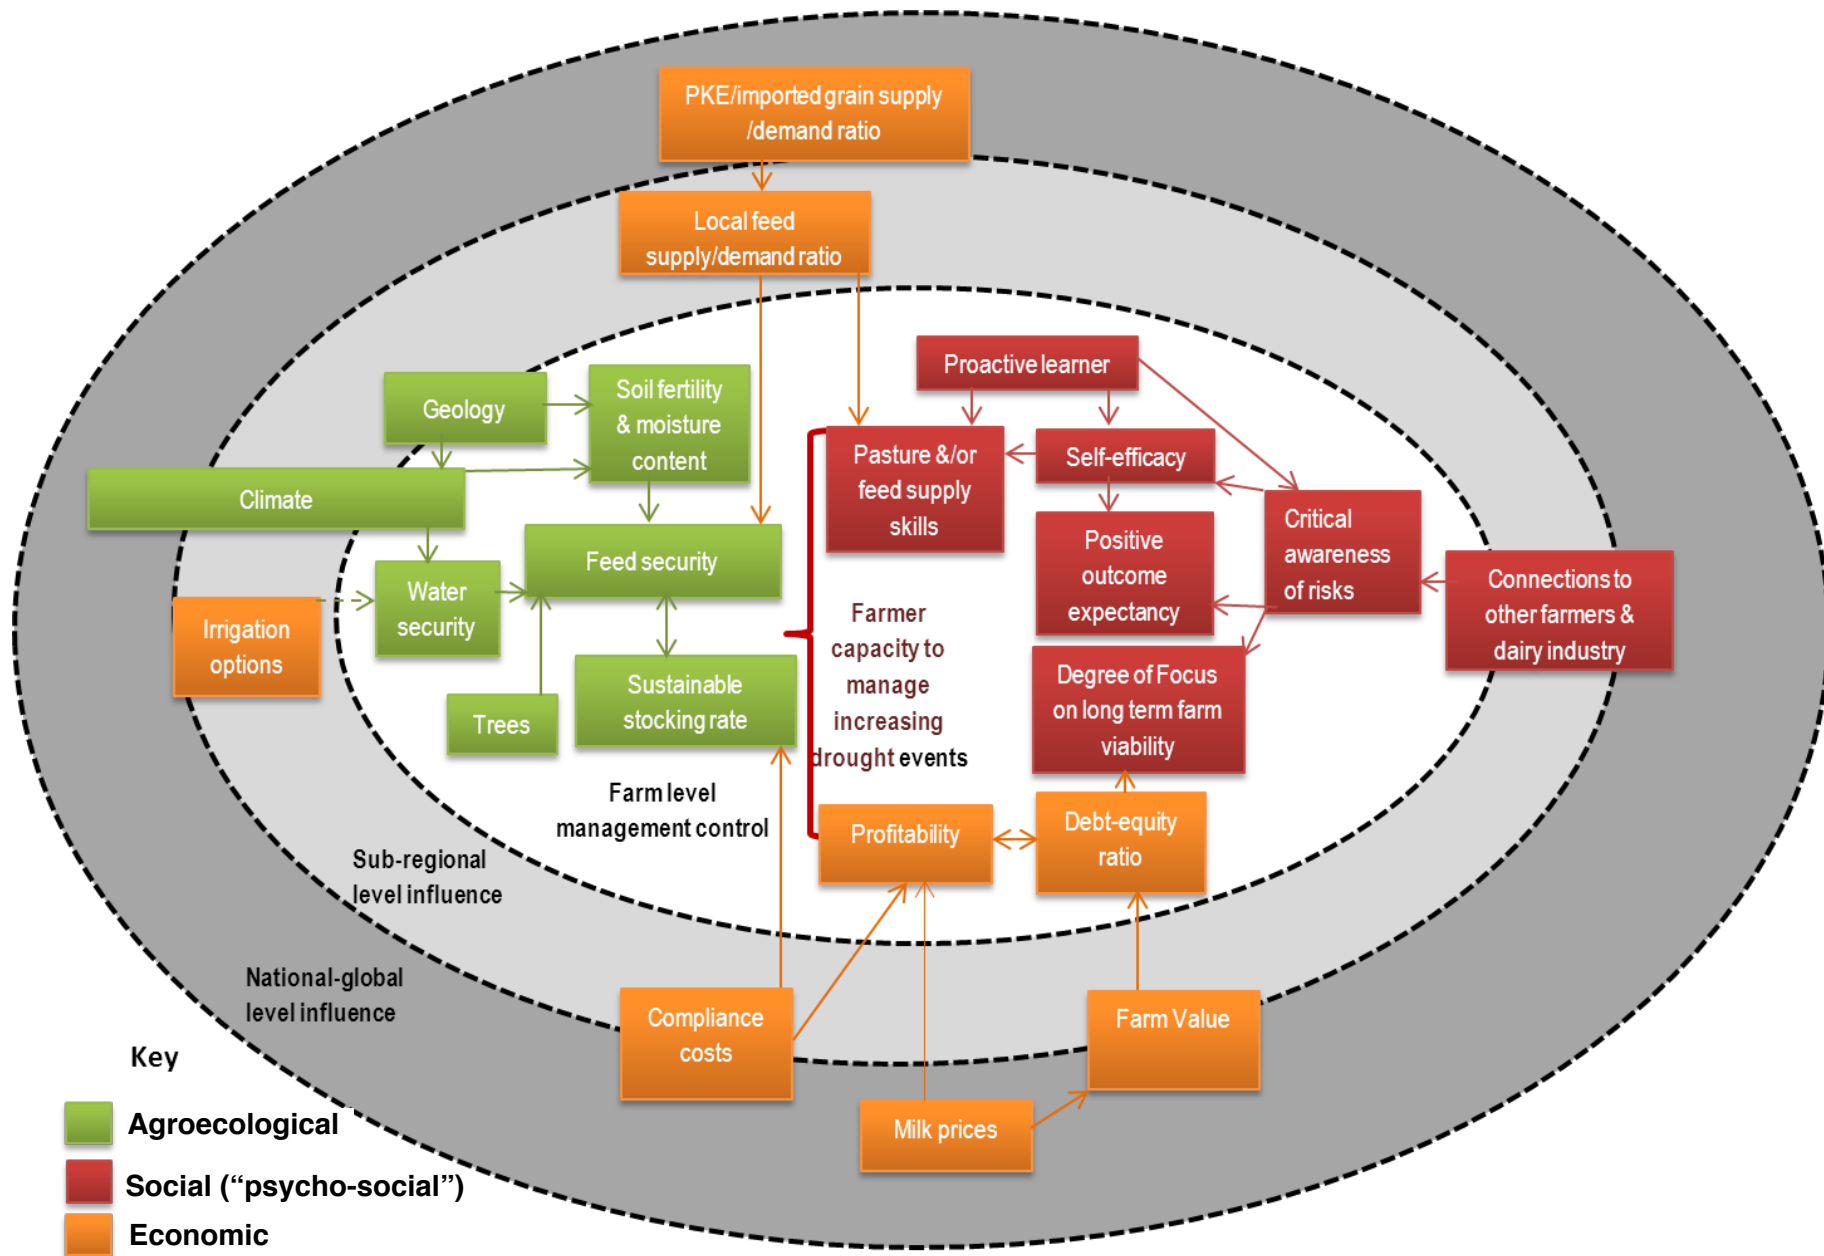 PKE/imported grain supply
/demand ratio
Local feed
supply/demand ratio
Proactive learner
Geology
Soil fertility
& moisture
content
Pasture &/or
feed supply
skills
Self-efficacy
Climate
Critical
awareness
of risks
Positive
outcome
expectancy
Feed security
Water
security
Connections to
other farmers &
dairy industry
Irrigation
options
Farmer
capacity to
manage
increasing
drought events
Sustainable
stocking rate
Trees
Degree of Focus
on long term farm
viability
Farm level
management control
Profitability
Debt-equity
ratio
Sub-regional
level influence
National-global
level influence
Compliance
costs
Farm Value
Milk prices
Key
Agroecological
Social (“psycho-social”)
Economic